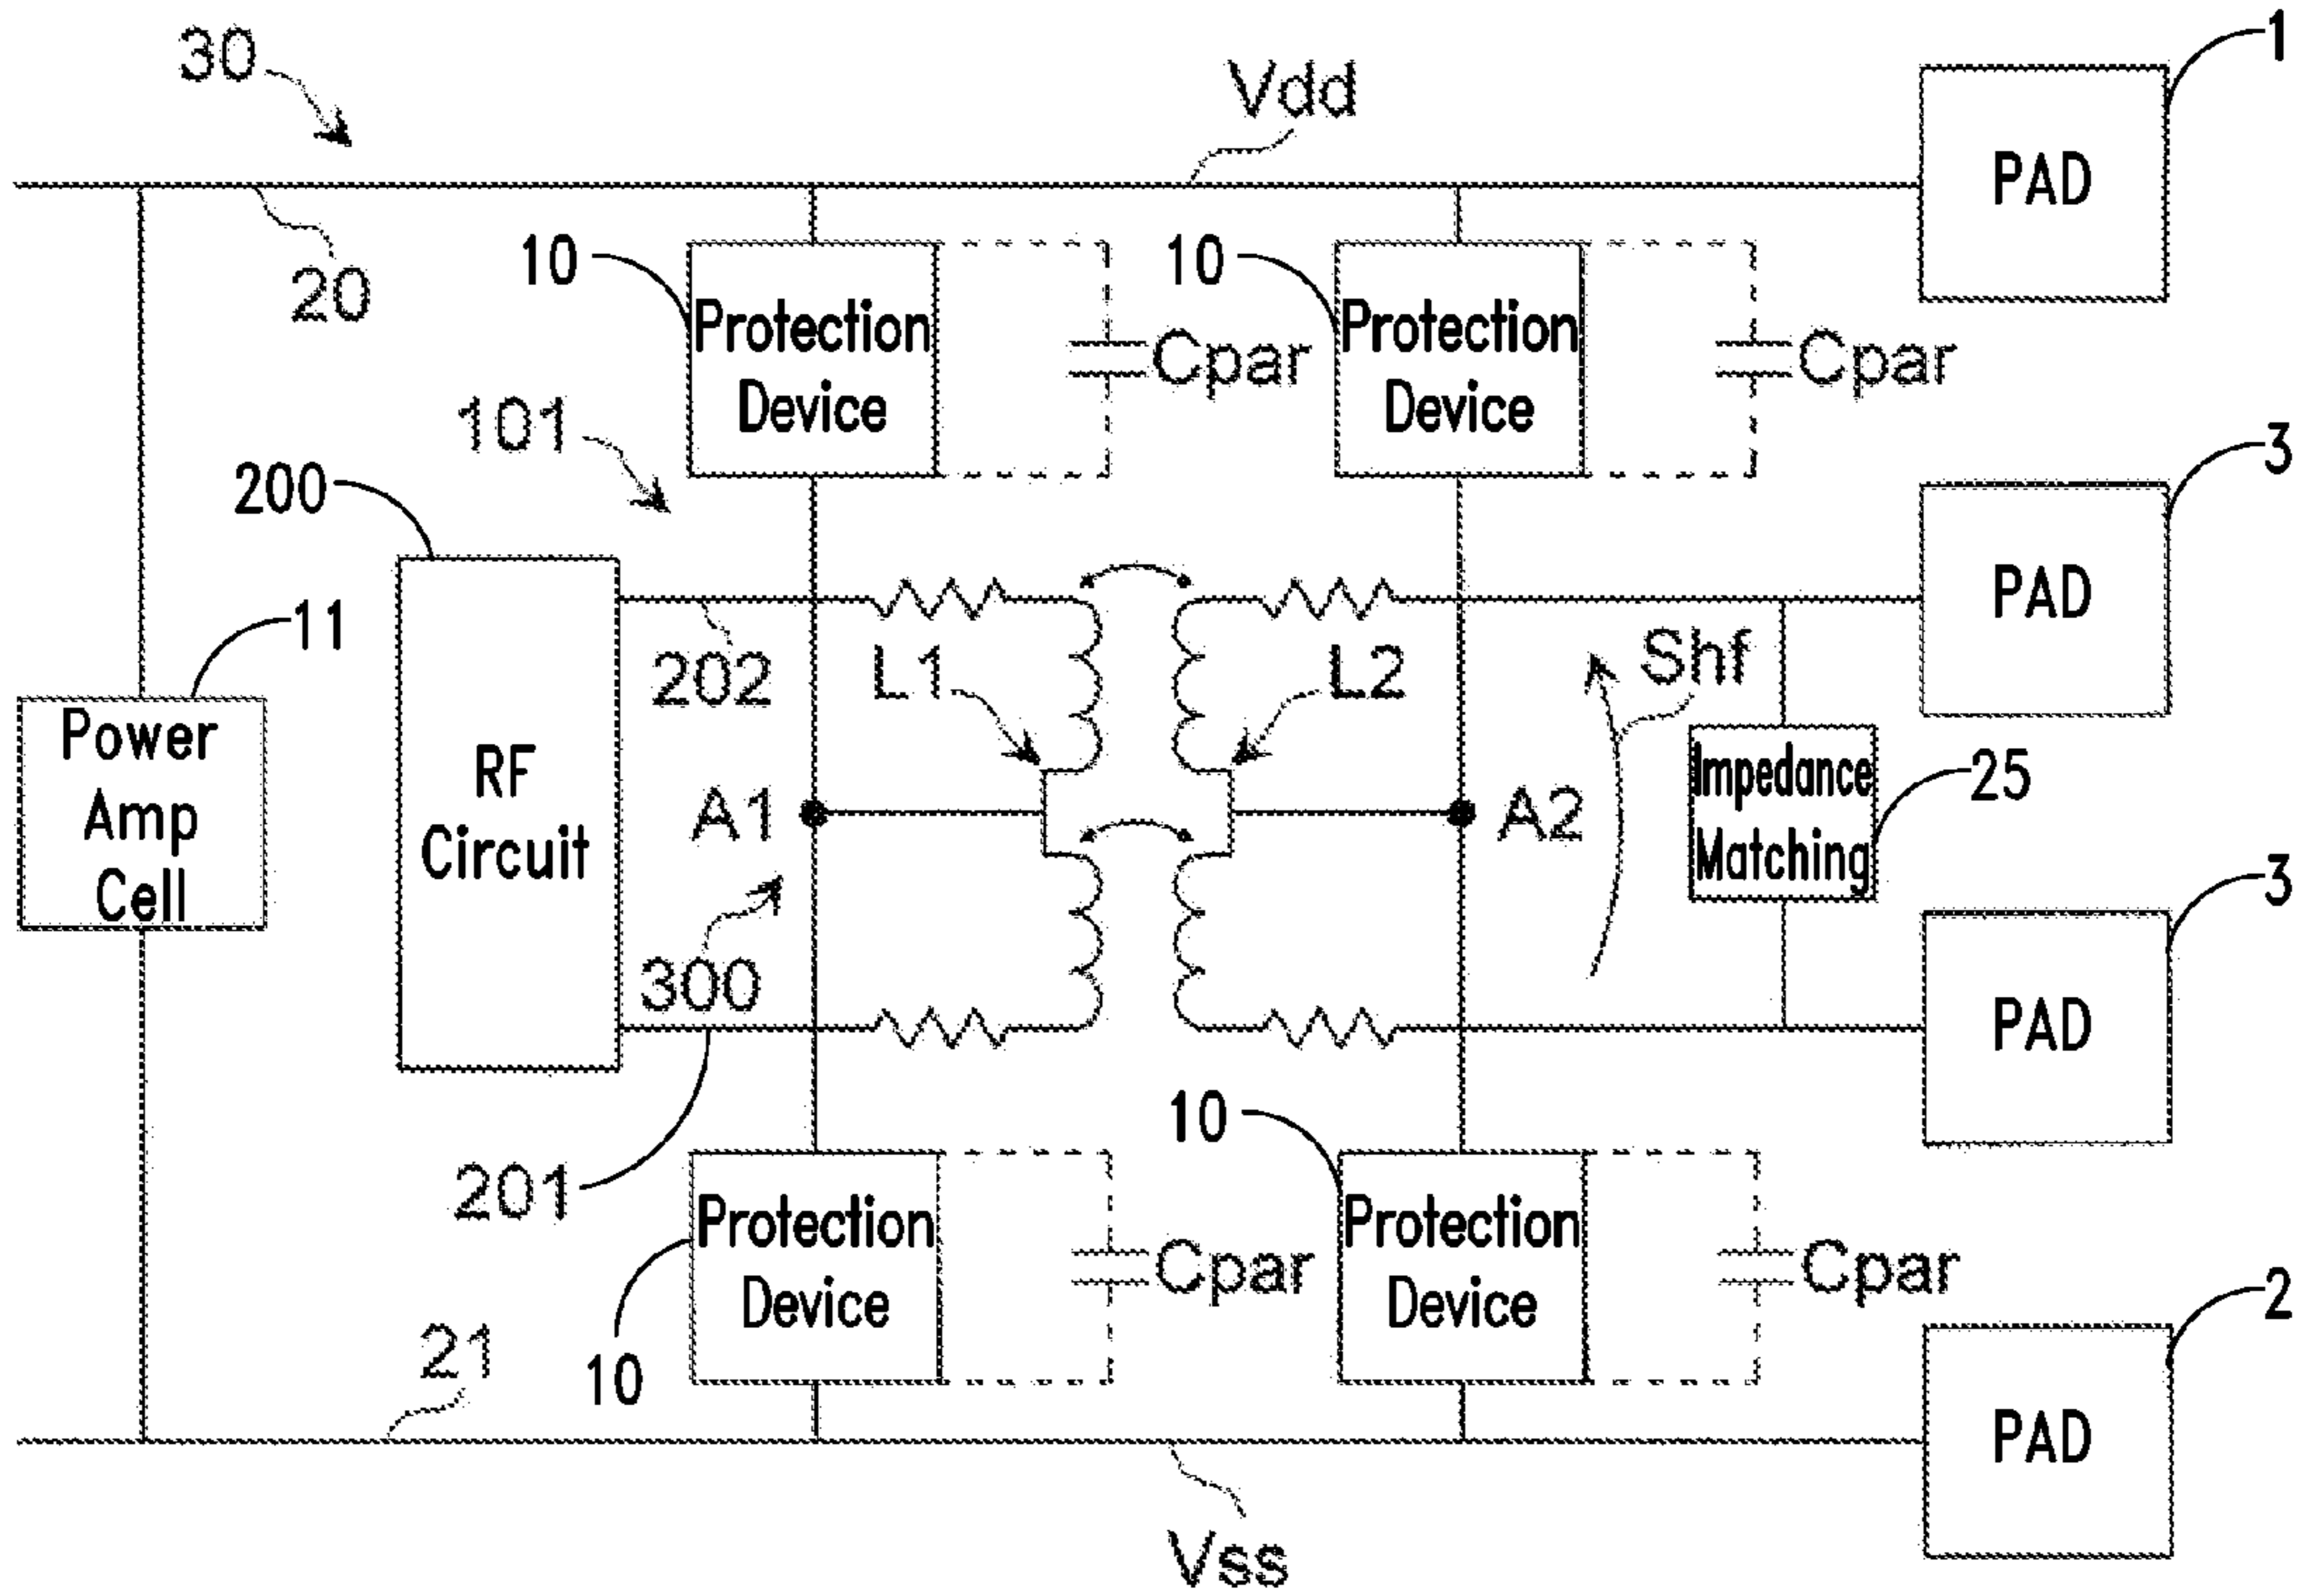 30
Vdd
1
PAD
20
10
Protection
Device
Cpar
10
Protection
Device
Cpar
101
200
3
PAD
11
202
L1
L2
Shf
Power
Amp
Cell
RF
Circuit
A1
A2
Impedance
Matching
25
300
3
PAD
201
10
Protection
Device
Cpar
10
Protection
Device
Cpar
21
2
PAD
Vss